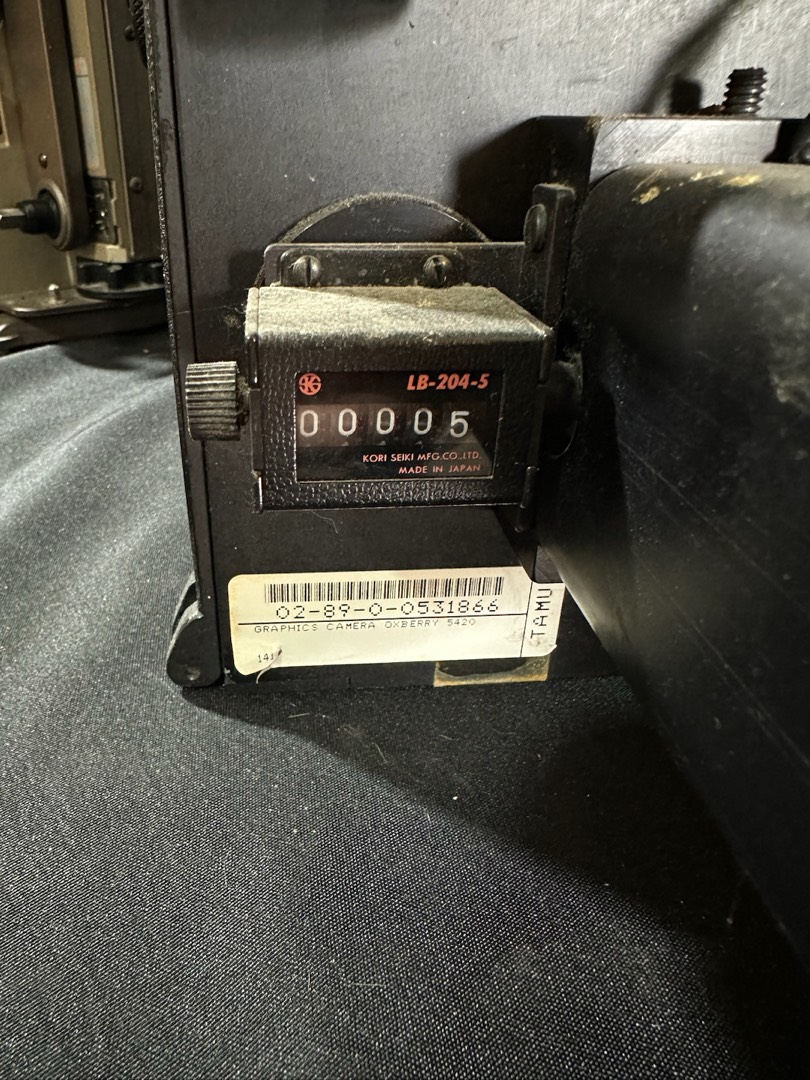 LB-204-5
00005
KORI SEIKI MFG.CO.,LTD.
MADE IN JAPAN
02-89-0-0531866
GRAPHICS CAMERA OXBERRY 5420
141
TAMU